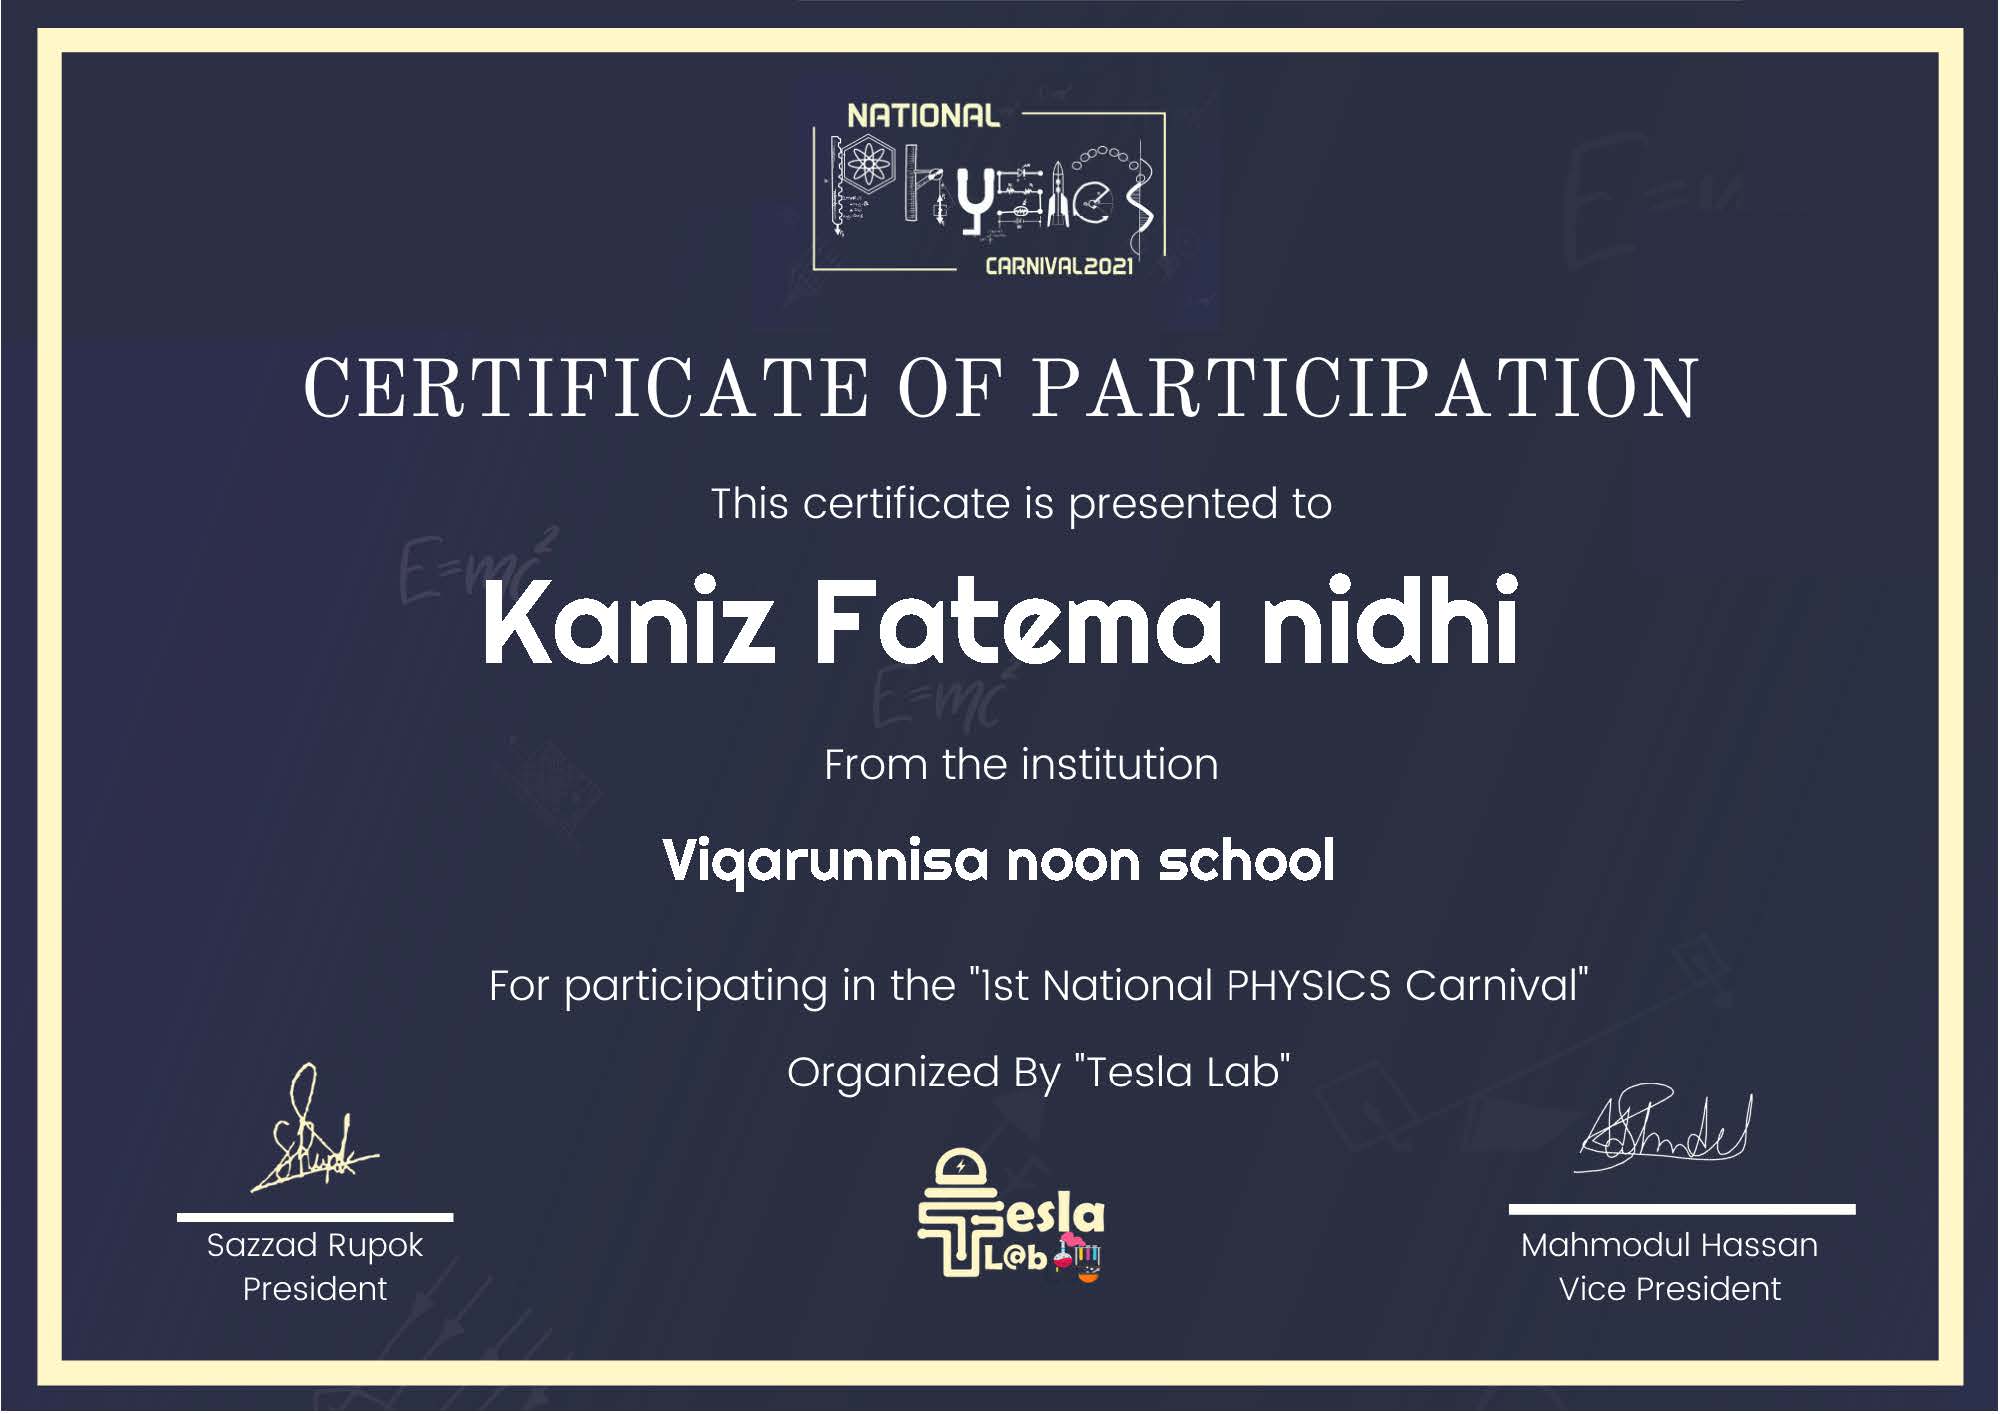 NATIONAL
Physics
CARNIVAL2021
CERTIFICATE OF PARTICIPATION
This certificate is presented to
E=mc²
Kaniz Fatema nidhi
E=mc²
From the institution
Viqarunnisa noon school
For participating in the "1st National PHYSICS Carnival"
Organized By "Tesla Lab"
Tesla
L@b
Sazzad Rupok
President
Mahmodul Hassan
Vice President